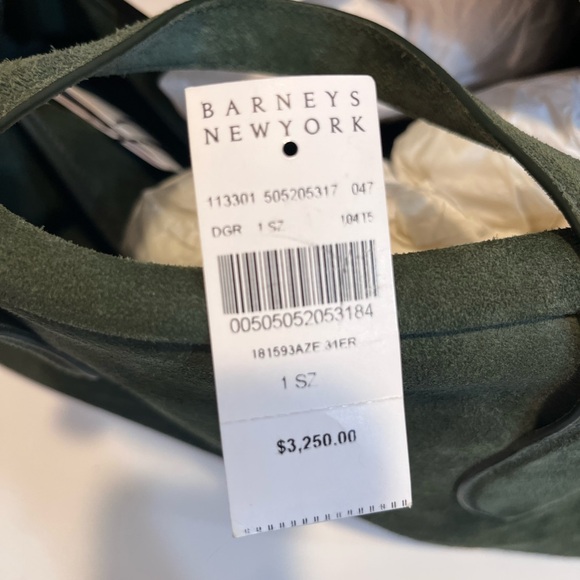 BARNEYS
NEWYORK
113301 505205317 047
DGR 1 SZ 10415
00505052053184
181593AZE 31ER
1 SZ
$3,250.00